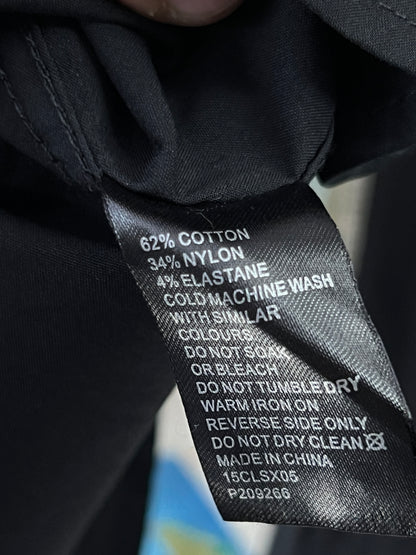 62% COTTON
34% NYLON
4% ELASTANE
COLD MACHINE WASH
WITH SIMILAR
COLOURS
DO NOT SOAK
OR BLEACH
DO NOT TUMBLE DRY
WARM IRON ON
REVERSE SIDE ONLY
DO NOT DRY CLEAN
MADE IN CHINA
15CLSX05
P209266